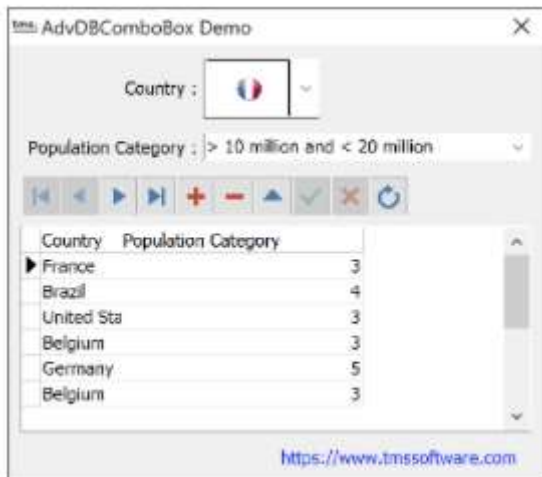 tms AdvDBComboBox Demo
Country :
Population Category : > 10 million and < 20 million
Country Population Category
France 3
Brazil 4
United Sta 3
Belgium 3
Germany 5
Belgium 3
https://www.tmssoftware.com